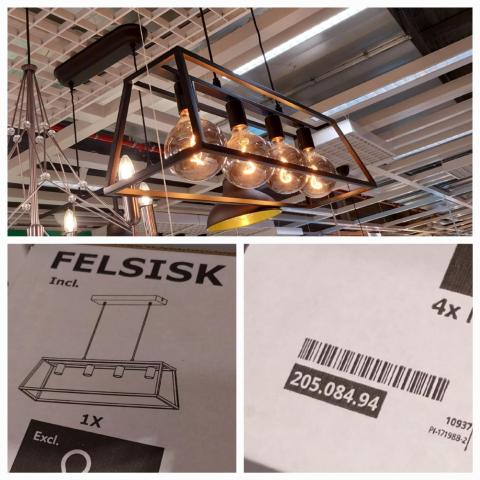 FELSISK
Incl.
1X
Excl.
4x
205.084.94
10937
PI-171988-2